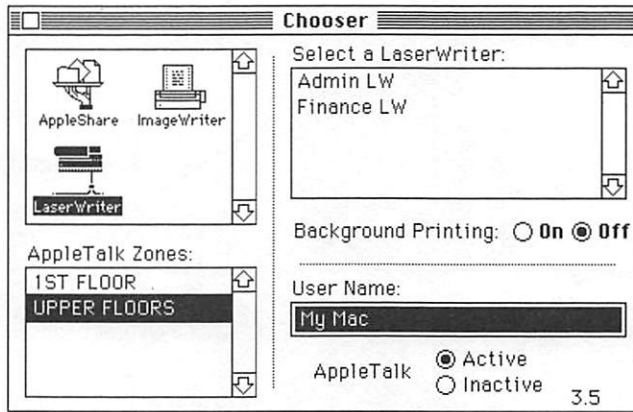 Chooser
AppleShare
ImageWriter
LaserWriter
AppleTalk Zones:
1ST FLOOR
UPPER FLOORS
Select a LaserWriter:
Admin LW
Finance LW
Background Printing: On Off
User Name:
My Mac
AppleTalk
Active
Inactive
3.5